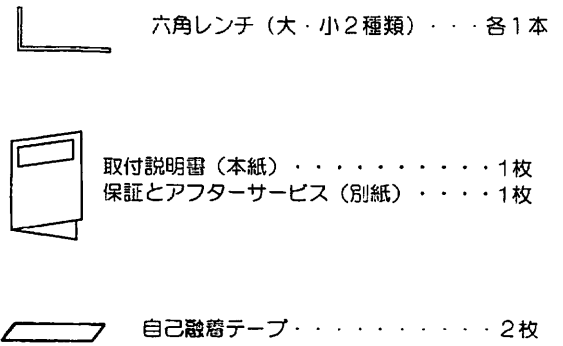 六角レンチ（大・小2種類）・・・各1本
取付説明書（本紙）・・・・・・・・・・1枚
保証とアフターサービス（別紙）・・・・1枚
自己融着テープ・・・・・・・・・・2枚